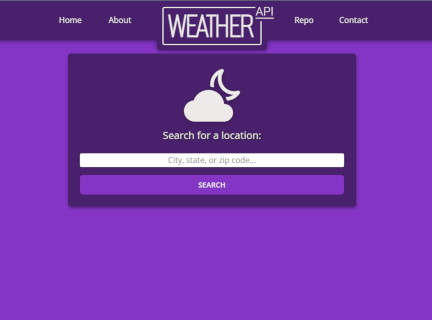 Home
About
WEATHER API
Repo
Contact
Search for a location:
City, state, or zip code...
SEARCH